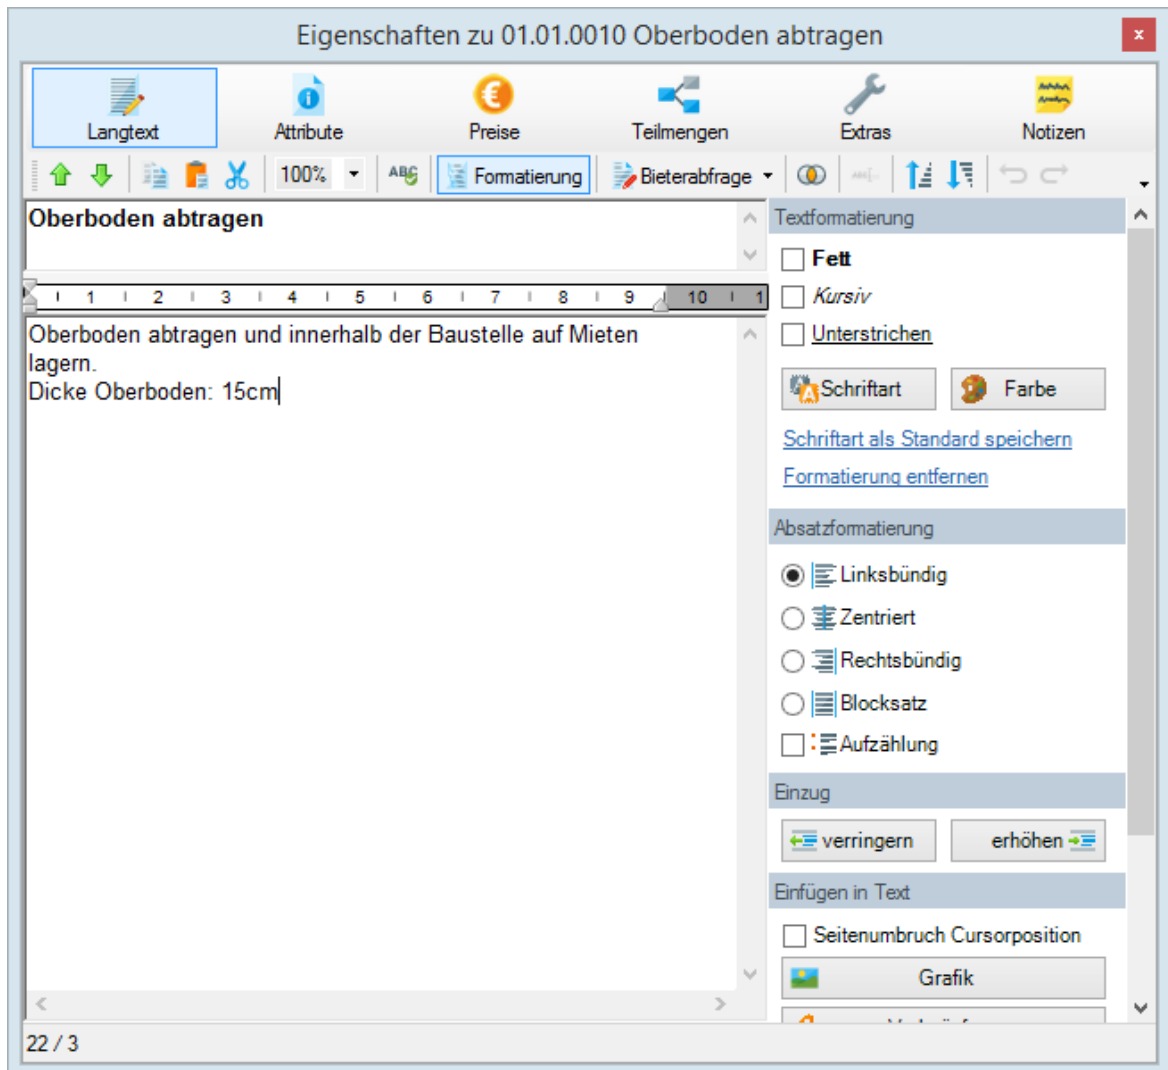 Eigenschaften zu 01.01.0010 Oberboden abtragen
x
Langtext Attribute Preise Teilmengen Extras Notizen
100% ABC Formatierung Bieterabfrage
Oberboden abtragen
1 2 3 4 5 6 7 8 9 10 1
Oberboden abtragen und innerhalb der Baustelle auf Mieten
lagern.
Dicke Oberboden: 15cm
Textformatierung
Fett
Kursiv
Unterstrichen
Schriftart Farbe
Schriftart als Standard speichern
Formatierung entfernen
Absatzformatierung
Linksbündig
Zentriert
Rechtsbündig
Blocksatz
Aufzählung
Einzug
verringern erhöhen
Einfügen in Text
Seitenumbruch Cursorposition
Grafik
22 / 3